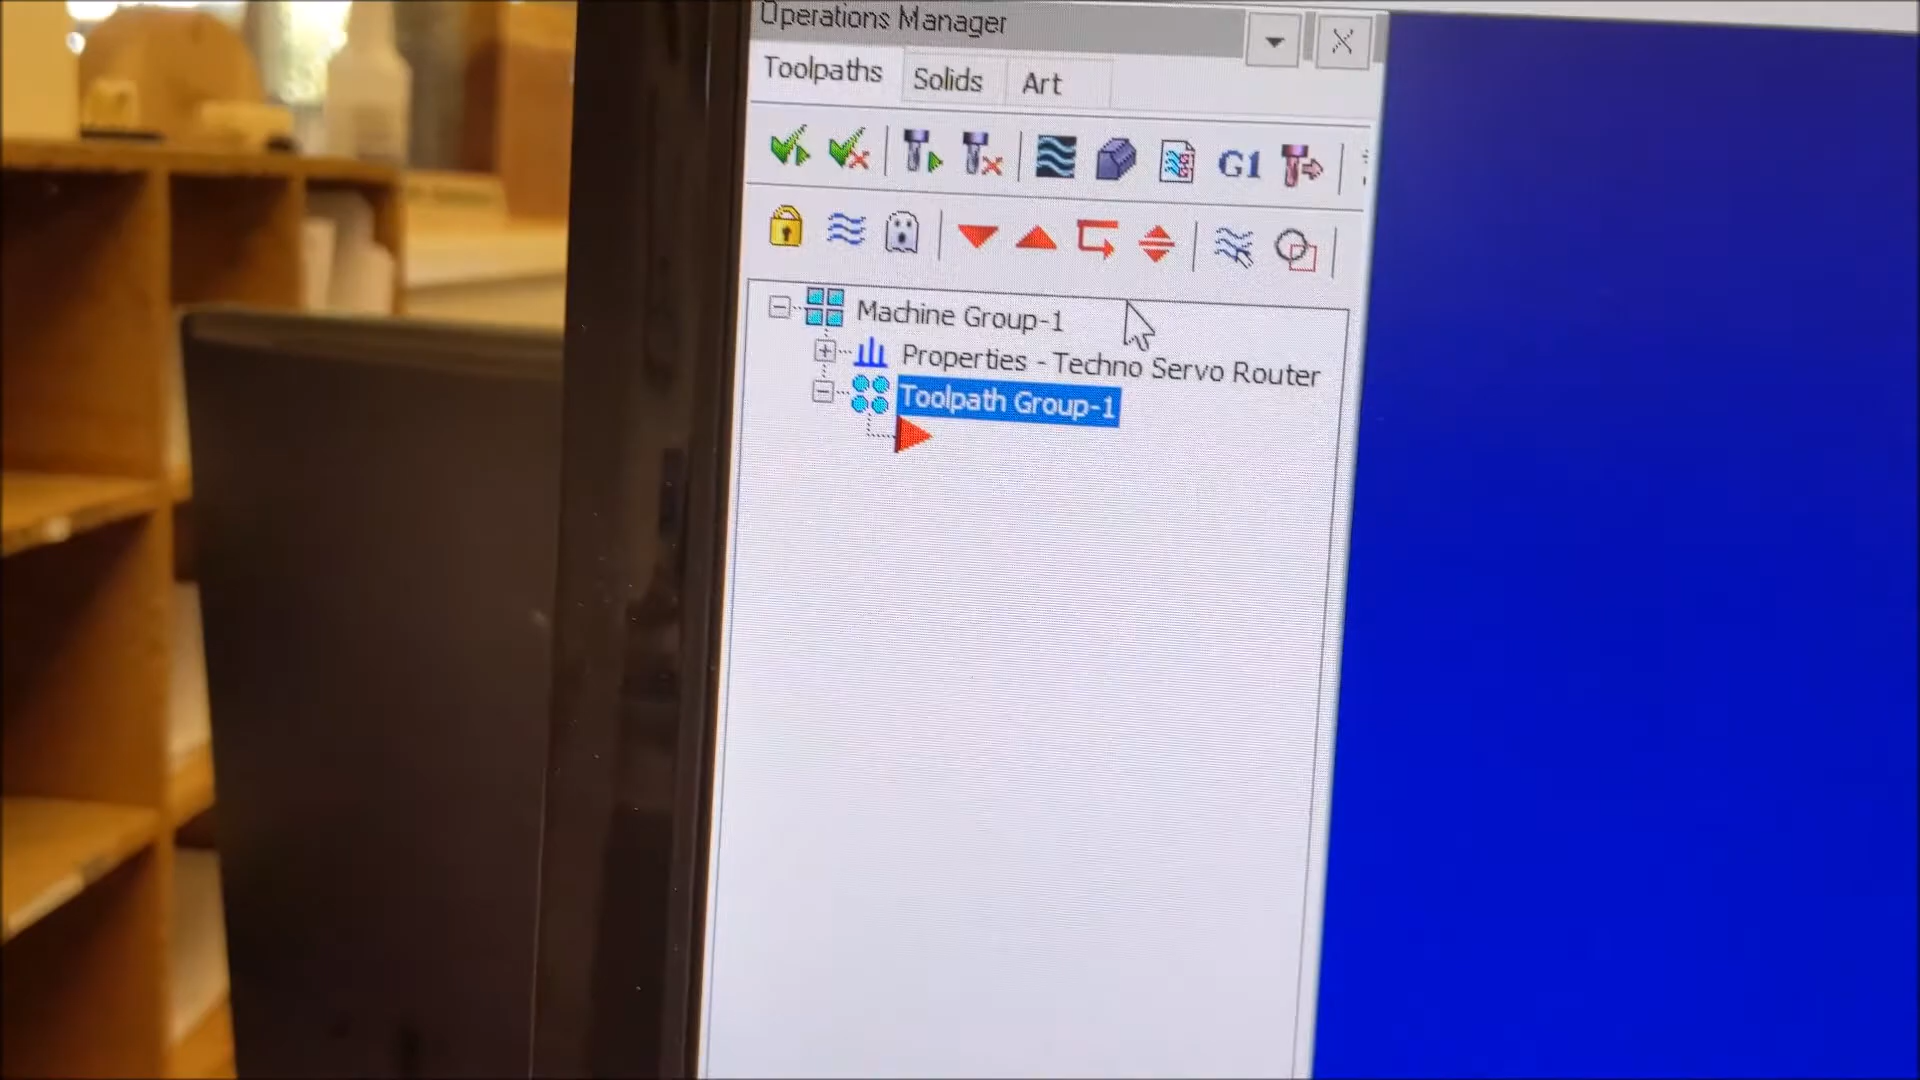 Operations Manager
Toolpaths Solids Art
G1
Machine Group-1
Properties - Techno Servo Router
Toolpath Group-1